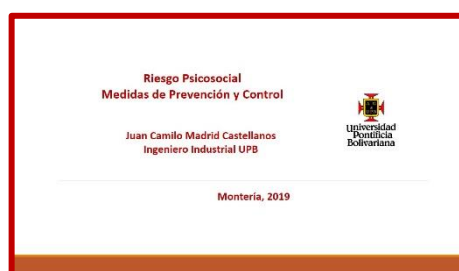 Riesgo Psicosocial
Medidas de Prevención y Control
Juan Camilo Madrid Castellanos
Ingeniero Industrial UPB
Universidad
Pontificia
Bolivariana
Montería, 2019